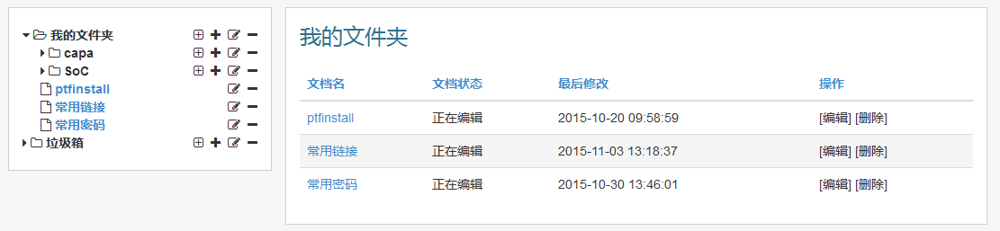 我的文件夹
capa
SoC
ptfinstall
常用链接
常用密码
垃圾箱
我的文件夹
文档名 文档状态 最后修改 操作
ptfinstall 正在编辑 2015-10-20 09:58:59 [编辑] [删除]
常用链接 正在编辑 2015-11-03 13:18:37 [编辑] [删除]
常用密码 正在编辑 2015-10-30 13:46:01 [编辑] [删除]